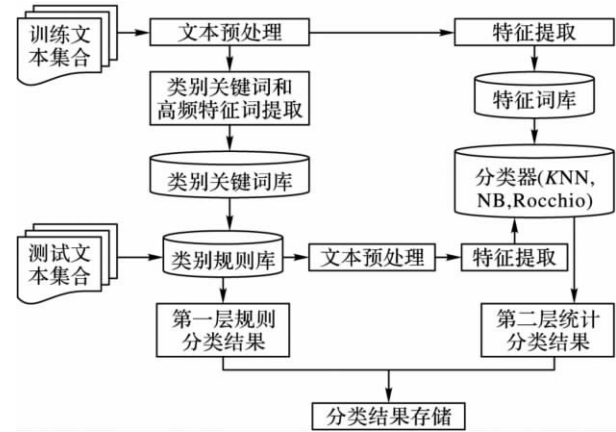 训练文
本集合
文本预处理
特征提取
类别关键词和
高频特征词提取
特征词库
类别关键词库
分类器(KNN,
NB,Rocchio)
测试文
本集合
类别规则库
文本预处理
特征提取
第一层规则
分类结果
第二层统计
分类结果
分类结果存储